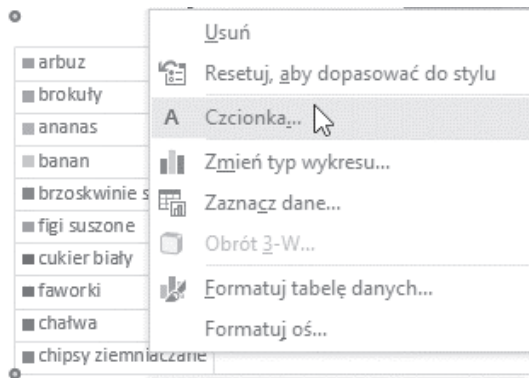 arbuz
brokuły
ananas
banan
brzoskwinie s
figi suszone
cukier biały
faworki
chałwa
chipsy ziemniaczane
Usuń
Resetuj, aby dopasować do stylu
A Czcionka...
Zmień typ wykresu...
Zaznacz dane...
Obrót 3-W...
Formatuj tabelę danych...
Formatuj oś...